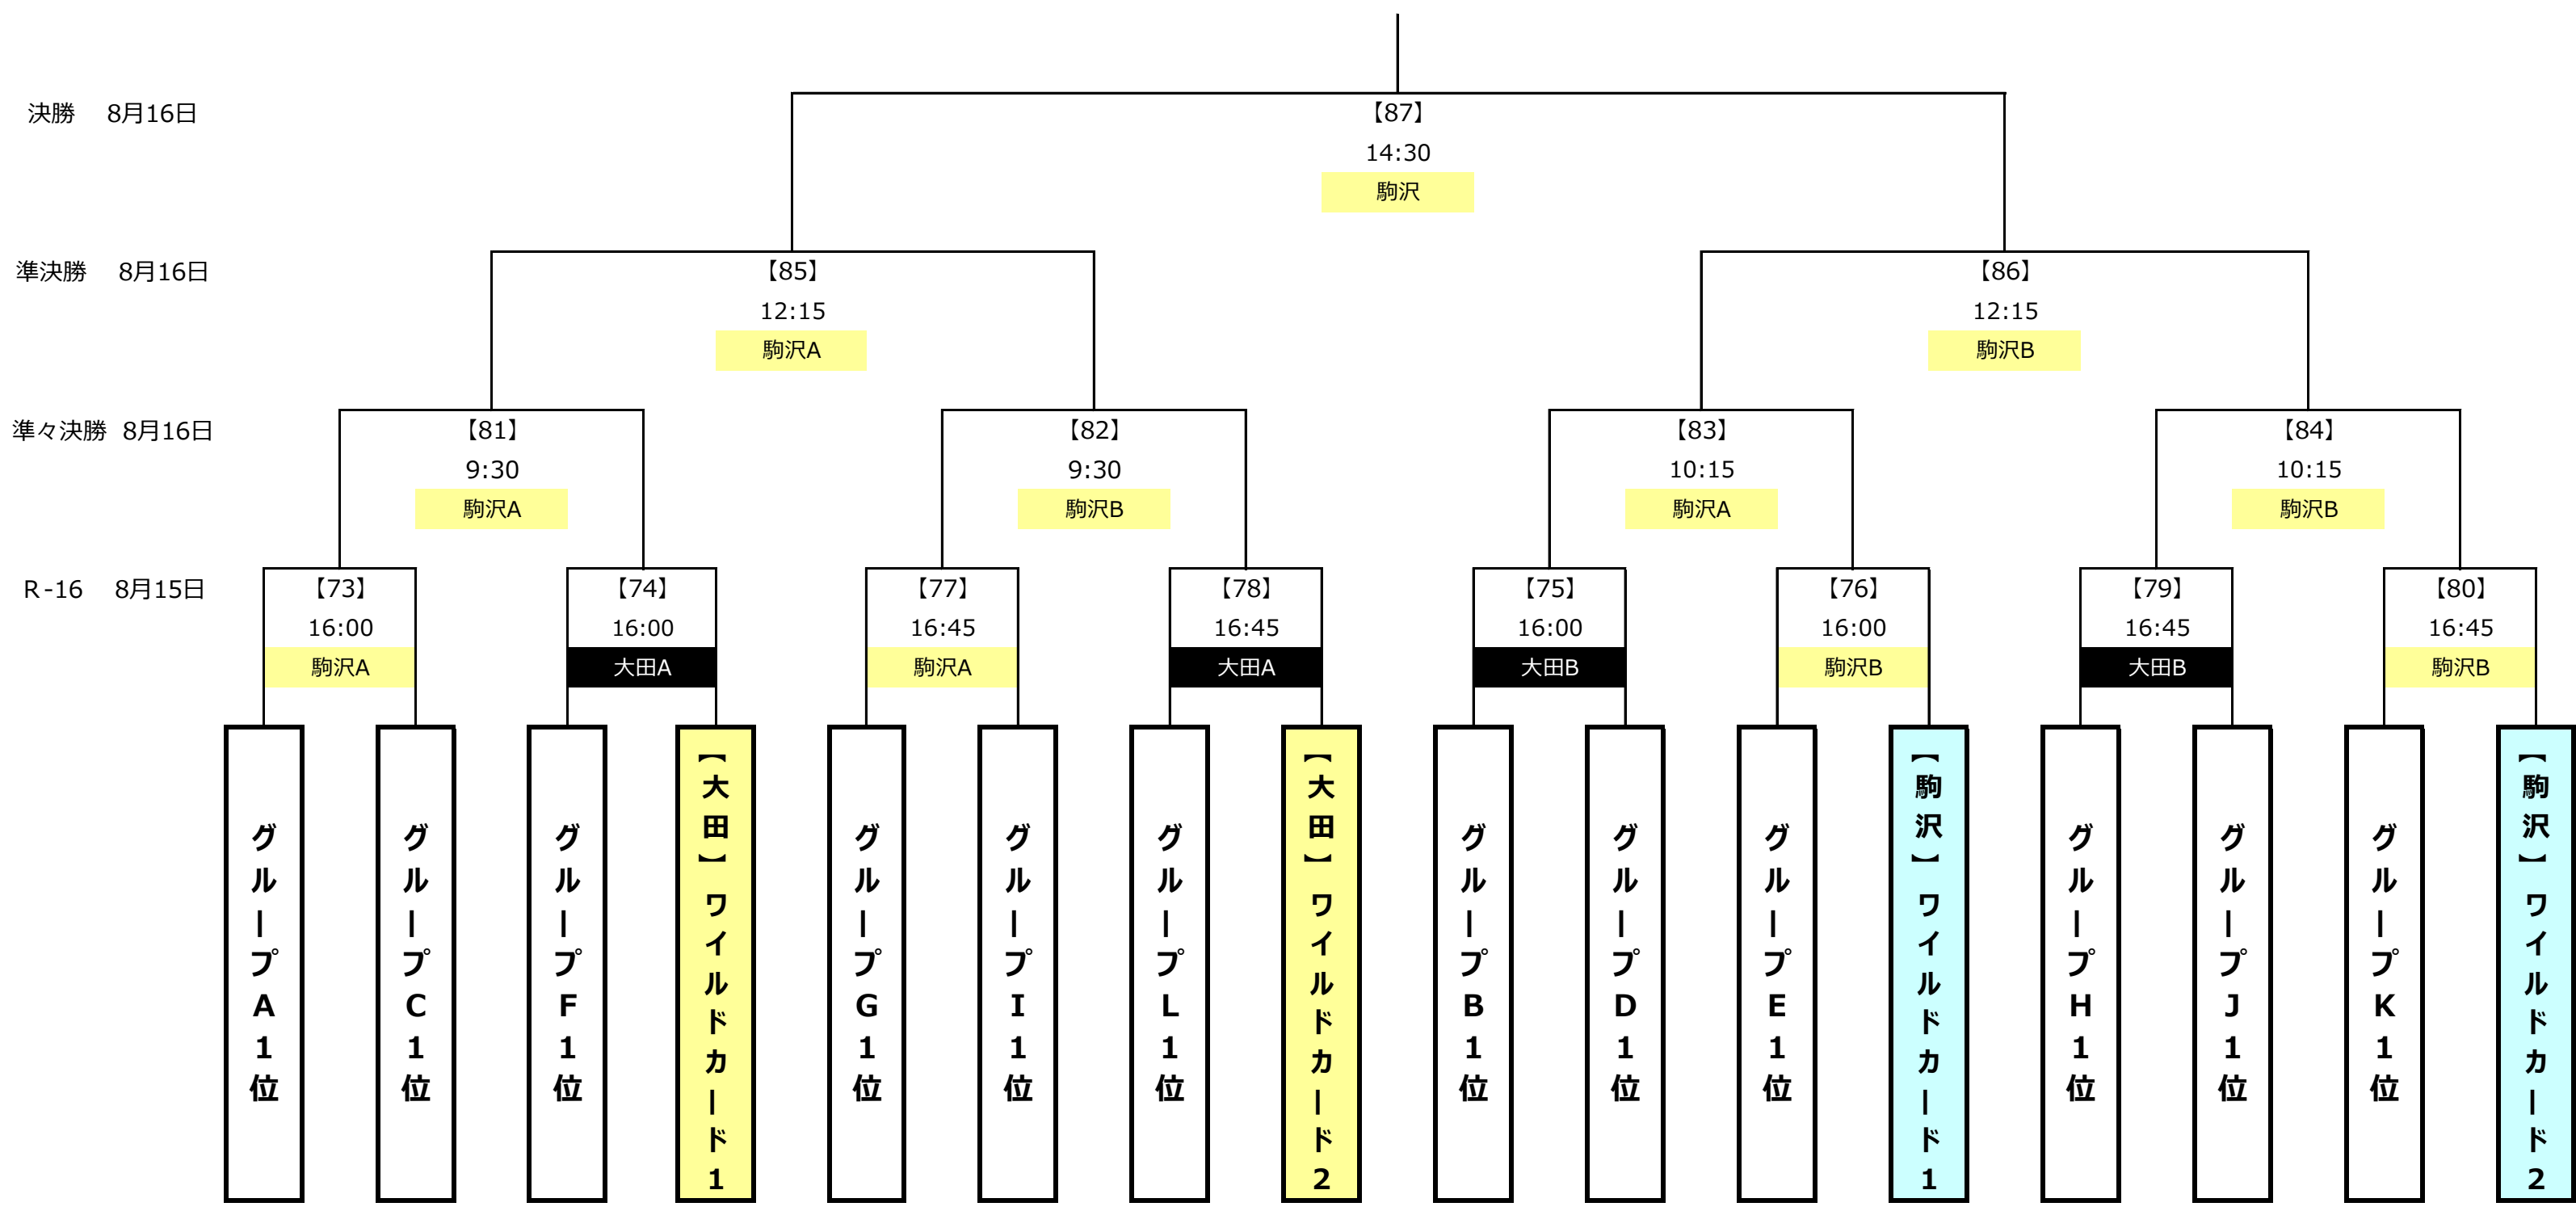 決勝 8月16日
【87】
14:30
駒沢
準決勝 8月16日
【85】 【86】
12:15 12:15
駒沢A 駒沢B
準々決勝 8月16日
【81】 【82】 【83】 【84】
9:30 9:30 10:15 10:15
駒沢A 駒沢B 駒沢A 駒沢B
R-16 8月15日
【73】 【74】 【77】 【78】 【75】 【76】 【79】 【80】
16:00 16:00 16:45 16:45 16:00 16:00 16:45 16:45
駒沢A 大田A 駒沢A 大田A 大田B 駒沢B 大田B 駒沢B
グループA1位
グループC1位
グループF1位
【大田】ワイルドカード1
グループG1位
グループI1位
グループL1位
【大田】ワイルドカード2
グループB1位
グループD1位
グループE1位
【駒沢】ワイルドカード1
グループH1位
グループJ1位
グループK1位
【駒沢】ワイルドカード2